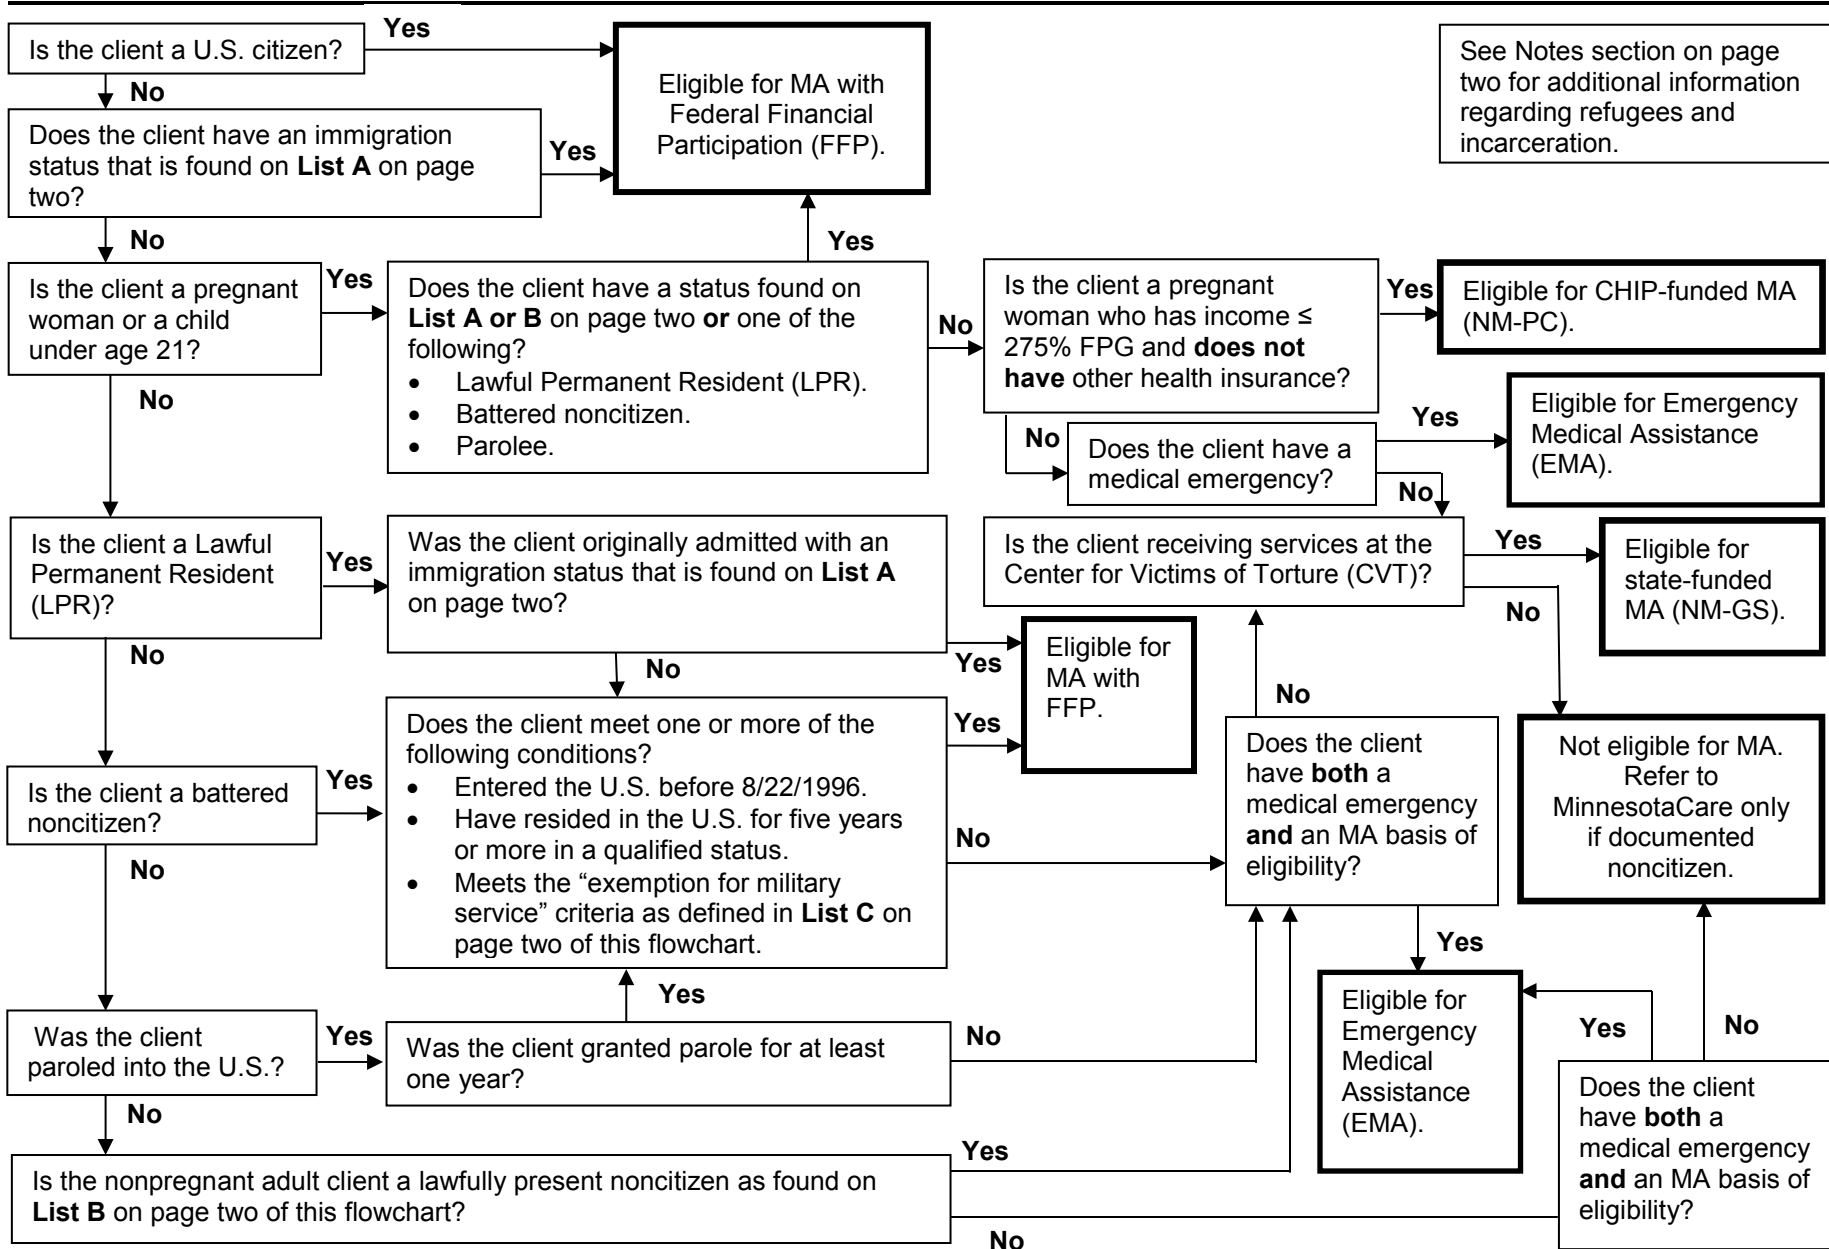 Is the client a U.S. citizen?
Yes
No
Eligible for MA with
Federal Financial
Participation (FFP).
See Notes section on page
two for additional information
regarding refugees and
incarceration.
Does the client have an immigration
status that is found on List A on page
two?
Yes
No
Is the client a pregnant
woman or a child
under age 21?
Yes
No
Does the client have a status found on
List A or B on page two or one of the
following?
• Lawful Permanent Resident (LPR).
• Battered noncitizen.
• Parolee.
Yes
No
Is the client a pregnant
woman who has income ≤
275% FPG and does not
have other health insurance?
Yes
No
Eligible for CHIP-funded MA
(NM-PC).
Does the client have a
medical emergency?
Yes
No
Eligible for Emergency
Medical Assistance
(EMA).
Is the client a Lawful
Permanent Resident
(LPR)?
Yes
No
Was the client originally admitted with an
immigration status that is found on List A
on page two?
Yes
No
Is the client receiving services at the
Center for Victims of Torture (CVT)?
Yes
No
Eligible for
state-funded
MA (NM-GS).
Eligible for
MA with
FFP.
Is the client a battered
noncitizen?
Yes
No
Does the client meet one or more of the
following conditions?
• Entered the U.S. before 8/22/1996.
• Have resided in the U.S. for five years
or more in a qualified status.
• Meets the “exemption for military
service” criteria as defined in List C on
page two of this flowchart.
Yes
No
Does the client
have both a
medical emergency
and an MA basis of
eligibility?
No
Yes
Not eligible for MA.
Refer to
MinnesotaCare only
if documented
noncitizen.
Was the client
paroled into the U.S.?
Yes
No
Was the client granted parole for at least
one year?
Yes
No
Eligible for
Emergency
Medical
Assistance
(EMA).
Yes
No
Does the client
have both a
medical emergency
and an MA basis of
eligibility?
Is the nonpregnant adult client a lawfully present noncitizen as found on
List B on page two of this flowchart?
Yes
No